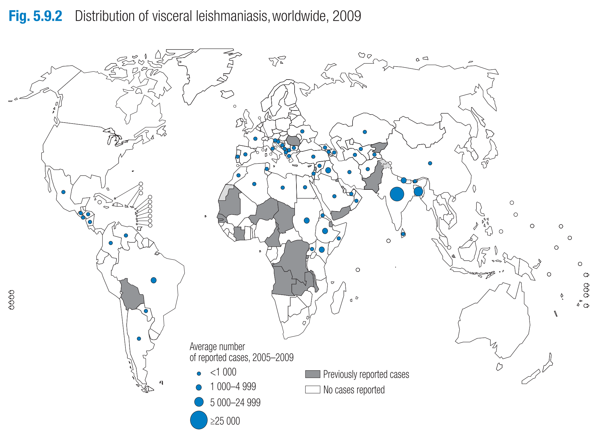 Fig. 5.9.2 Distribution of visceral leishmaniasis, worldwide, 2009
Average number
of reported cases, 2005–2009
<1 000
1 000–4 999
5 000–24 999
≥25 000
Previously reported cases
No cases reported